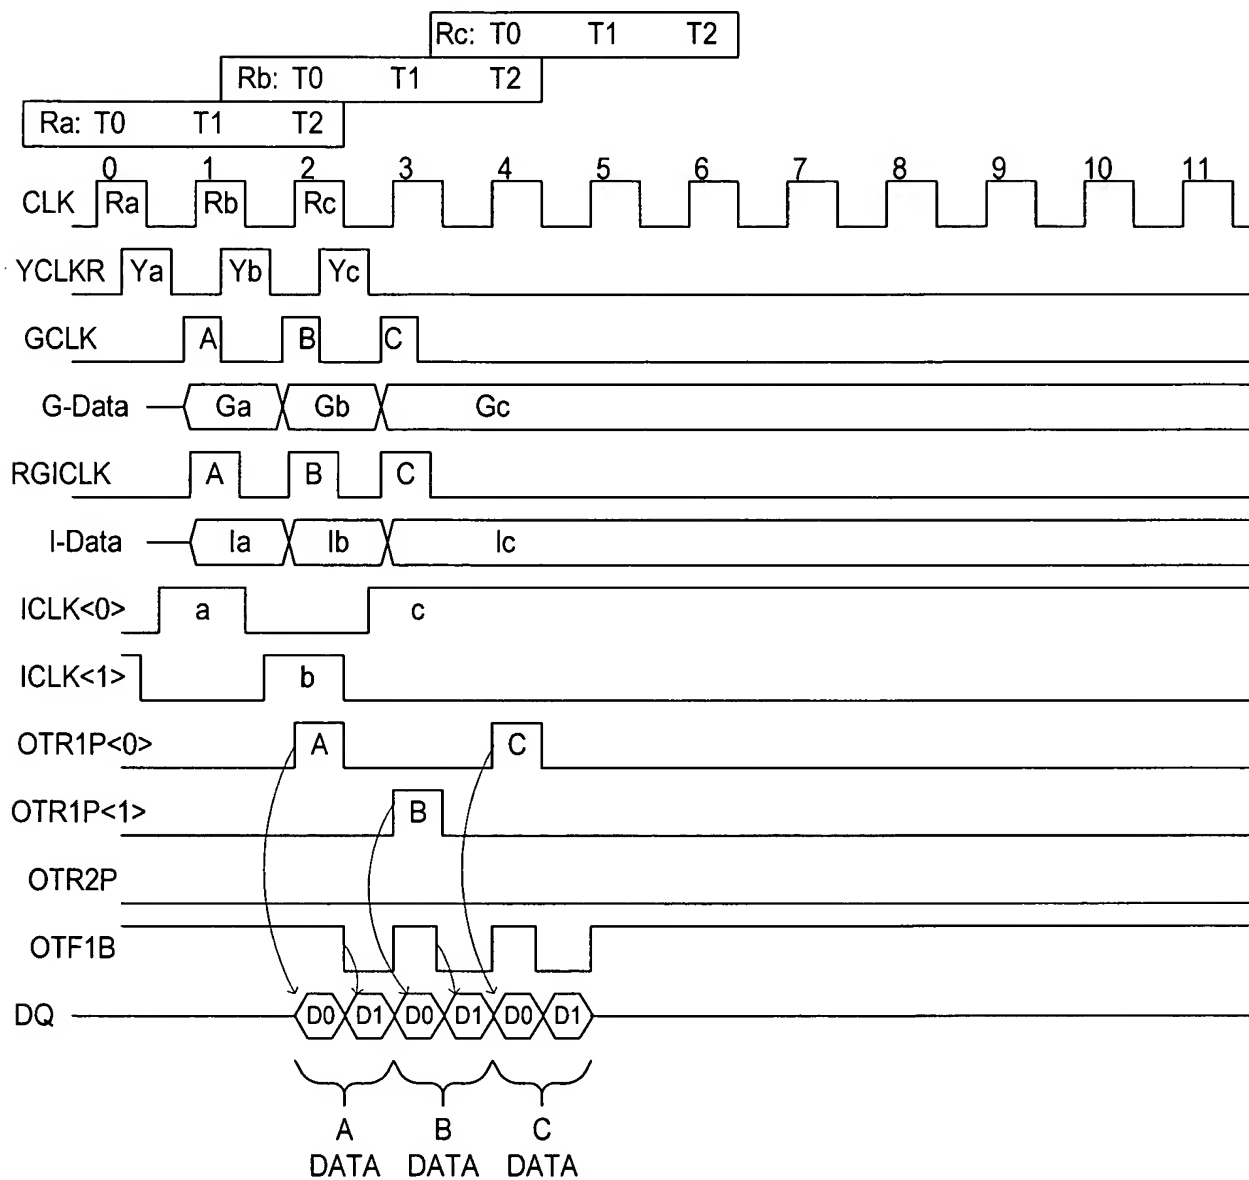 Rc: T0 T1 T2
Rb: T0 T1 T2
Ra: T0 T1 T2
0 1 2 3 4 5 6 7 8 9 10 11
CLK Ra Rb Rc
YCLKR Ya Yb Yc
GCLK A B C
G-Data Ga Gb Gc
RGICLK A B C
I-Data Ia Ib Ic
ICLK<0> a c
ICLK<1> b
OTR1P<0> A C
OTR1P<1> B
OTR2P
OTF1B
DQ D0 D1 D0 D1 D0 D1
A B C
DATA DATA DATA